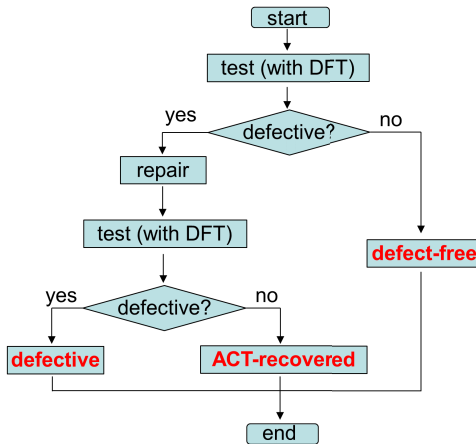 start
test (with DFT)
defective?
yes
no
repair
test (with DFT)
defect-free
defective?
yes
no
defective
ACT-recovered
end